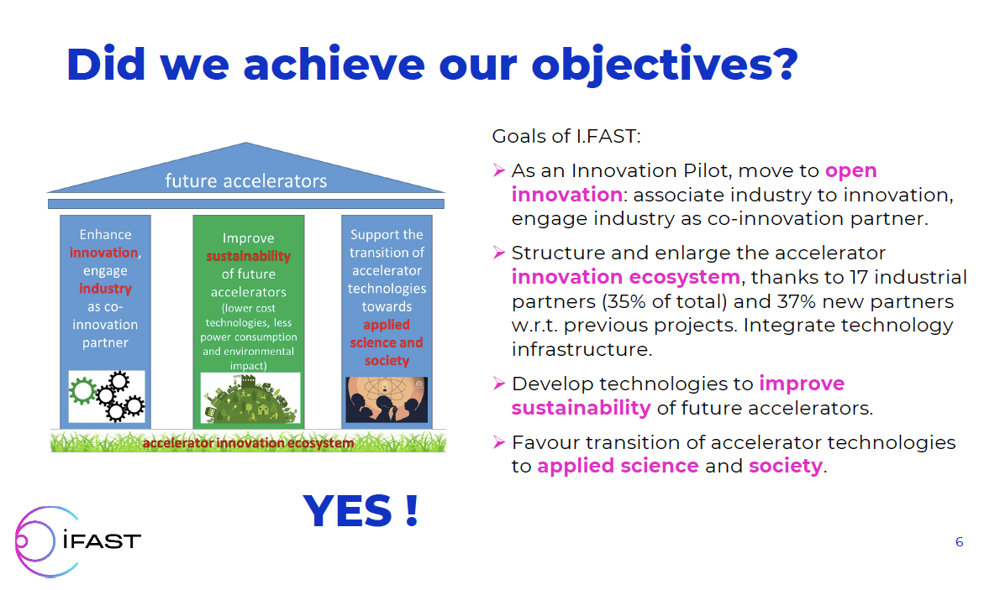 Did we achieve our objectives?
future accelerators
Enhance
innovation,
engage
industry
as co-
innovation
partner
Improve
sustainability
of future
accelerators
(lower cost
technologies, less
power consumption
and environmental
impact)
Support the
transition of
accelerator
technologies
towards
applied
science and
society
accelerator innovation ecosystem
Goals of I.FAST:
As an Innovation Pilot, move to open
innovation: associate industry to innovation,
engage industry as co-innovation partner.
Structure and enlarge the accelerator
innovation ecosystem, thanks to 17 industrial
partners (35% of total) and 37% new partners
w.r.t. previous projects. Integrate technology
infrastructure.
Develop technologies to improve
sustainability of future accelerators.
Favour transition of accelerator technologies
to applied science and society.
YES !
iFAST
6